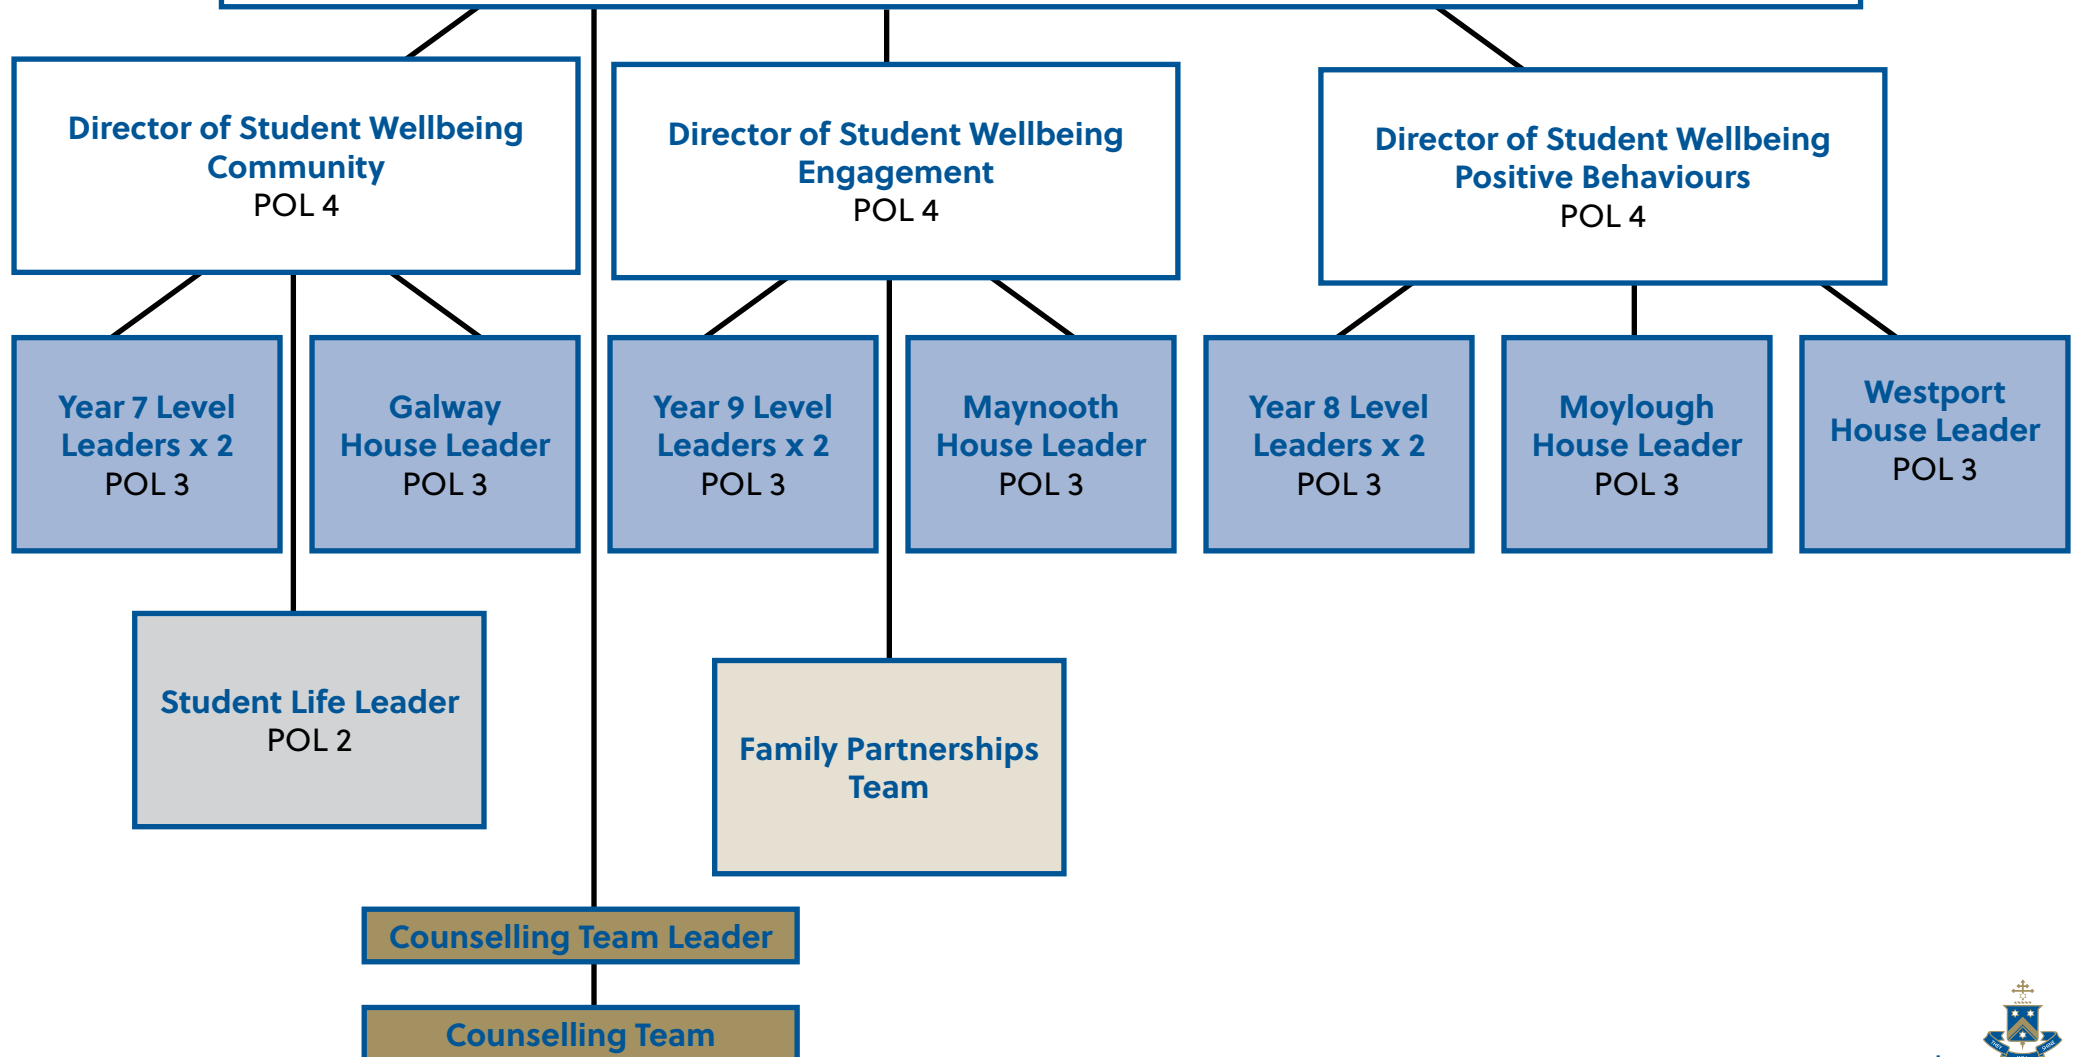 Director of Student Wellbeing
Community
POL 4
Director of Student Wellbeing
Engagement
POL 4
Director of Student Wellbeing
Positive Behaviours
POL 4
Year 7 Level
Leaders x 2
POL 3
Galway
House Leader
POL 3
Year 9 Level
Leaders x 2
POL 3
Maynooth
House Leader
POL 3
Year 8 Level
Leaders x 2
POL 3
Moylough
House Leader
POL 3
Westport
House Leader
POL 3
Student Life Leader
POL 2
Family Partnerships
Team
Counselling Team Leader
Counselling Team